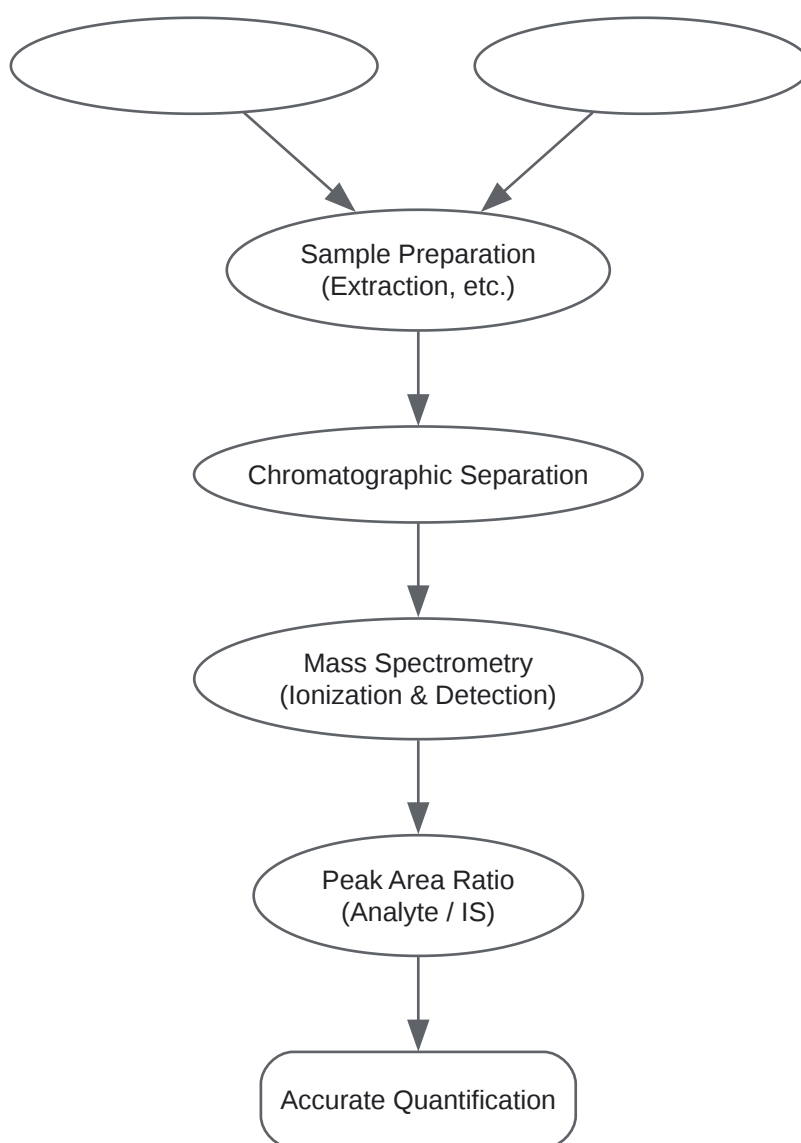 Sample Preparation
(Extraction, etc.)
Chromatographic Separation
Mass Spectrometry
(Ionization & Detection)
Peak Area Ratio
(Analyte / IS)
Accurate Quantification